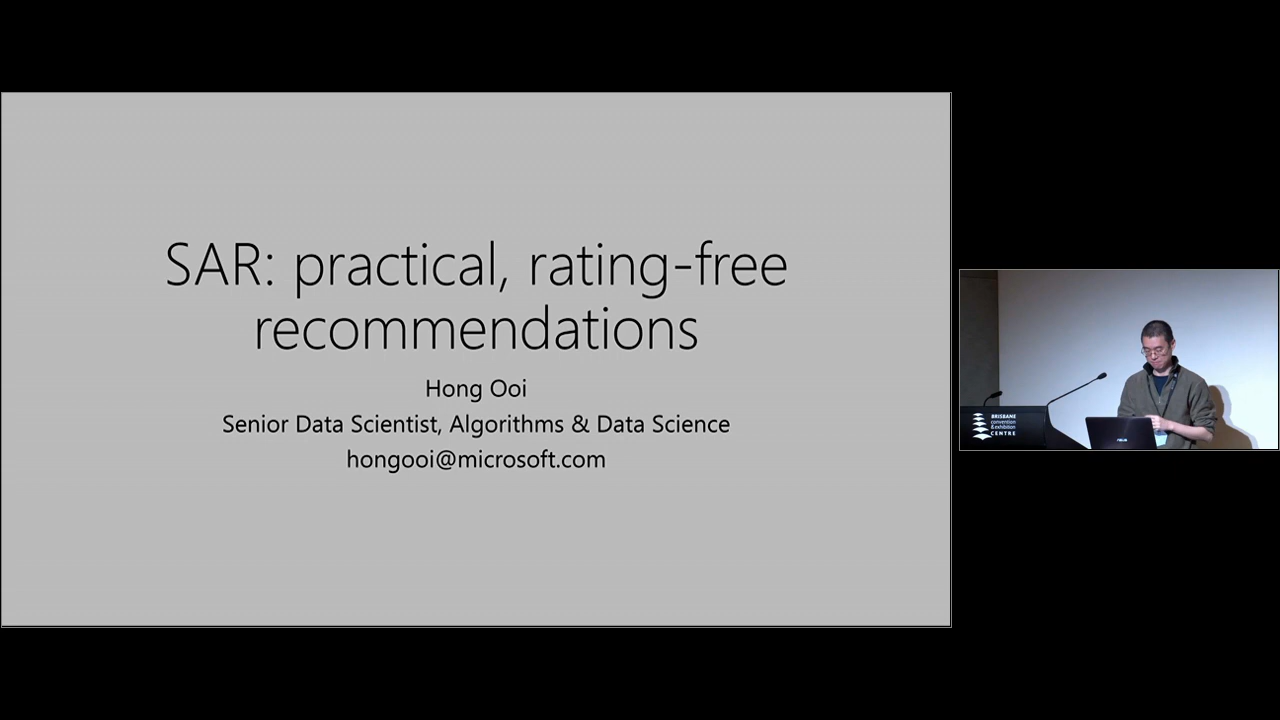 SAR: practical, rating-free
recommendations
Hong Ooi
Senior Data Scientist, Algorithms & Data Science
hongooi@microsoft.com
BRISBANE
convention
& exhibition
CENTRE
ASUS